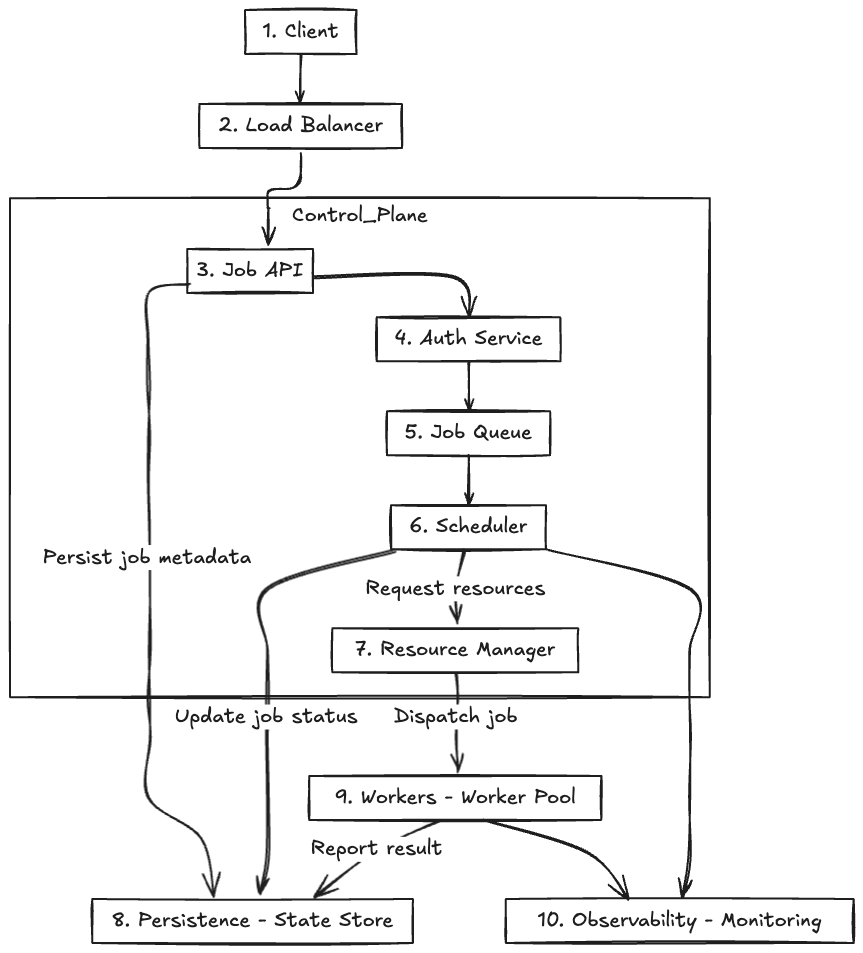 1. Client
2. Load Balancer
Control_Plane
3. Job API
4. Auth Service
5. Job Queue
6. Scheduler
Persist job metadata
Request resources
7. Resource Manager
Update job status
Dispatch job
9. Workers - Worker Pool
Report result
8. Persistence - State Store
10. Observability - Monitoring